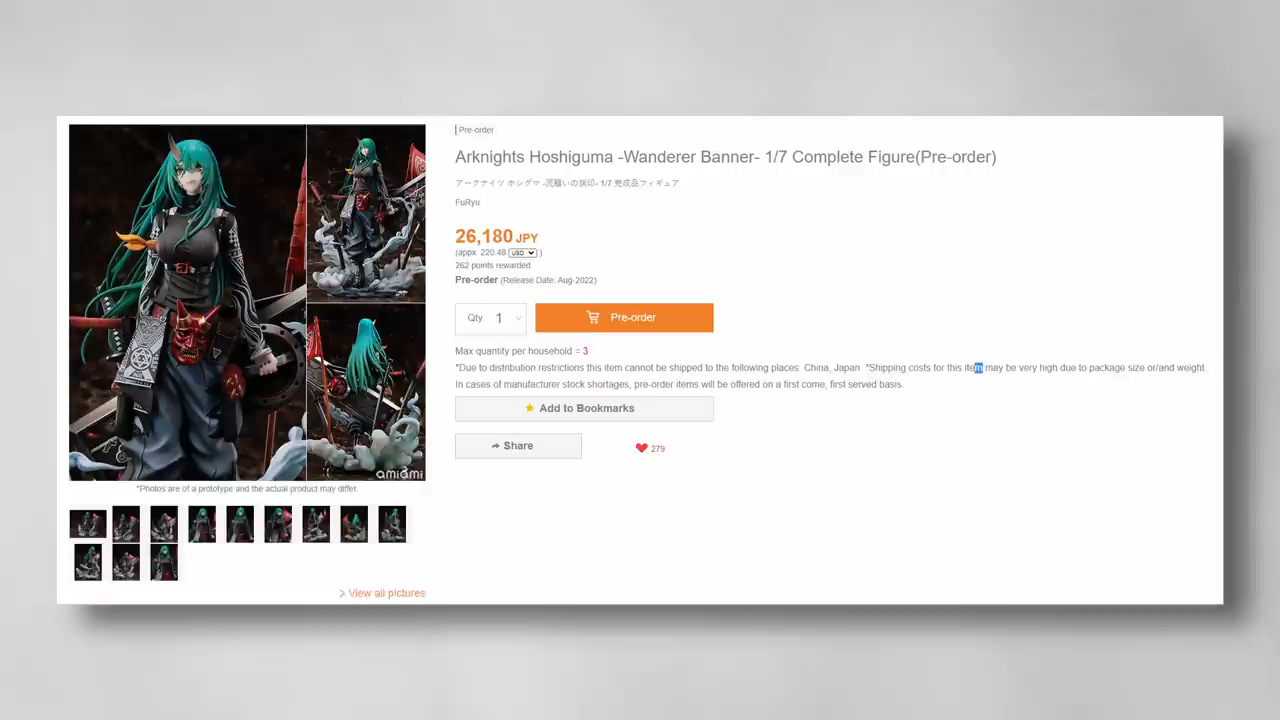 Pre-order
Arknights Hoshiguma -Wanderer Banner- 1/7 Complete Figure(Pre-order)
アークナイツ ホシグマ -流離いの旗印- 1/7 完成品フィギュア
FuRyu
26,180 JPY
(appx 220.46 USD )
262 points rewarded
Pre-order (Release Date: Aug-2022)
Qty 1
Pre-order
Max quantity per household = 3
*Due to distribution restrictions this item cannot be shipped to the following places: China, Japan *Shipping costs for this item may be very high due to package size or/and weight.
In cases of manufacturer stock shortages, pre-order items will be offered on a first come, first served basis.
Add to Bookmarks
Share
279
amiami
*Photos are of a prototype and the actual product may differ.
> View all pictures